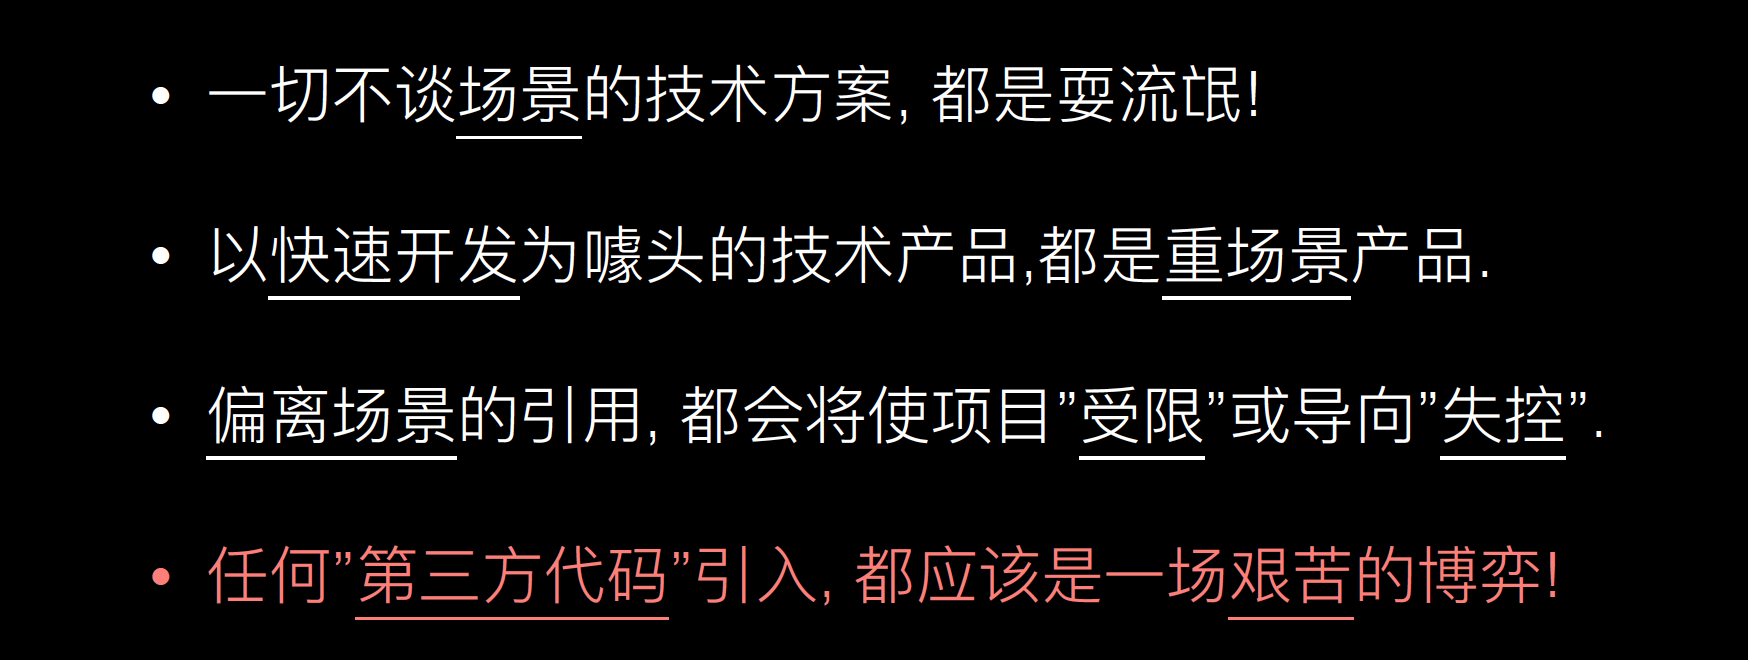 • 一切不谈场景的技术方案, 都是耍流氓!
• 以快速开发为噱头的技术产品,都是重场景产品.
• 偏离场景的引用, 都会将使项目”受限”或导向”失控”.
• 任何”第三方代码”引入, 都应该是一场艰苦的博弈!